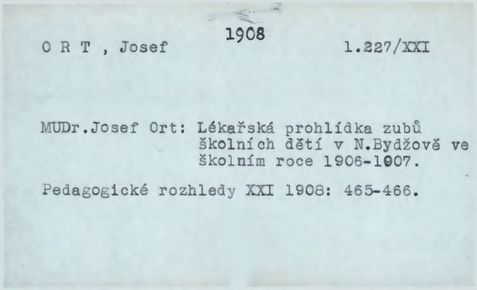 1908
O R T , Josef 1.227/XXI
MUDr.Josef Ort: Lékařská prohlídka zubů
školních dětí v N.Bydžově ve
školním roce 1906-1907.
Pedagogické rozhledy XXI 1908: 465-466.